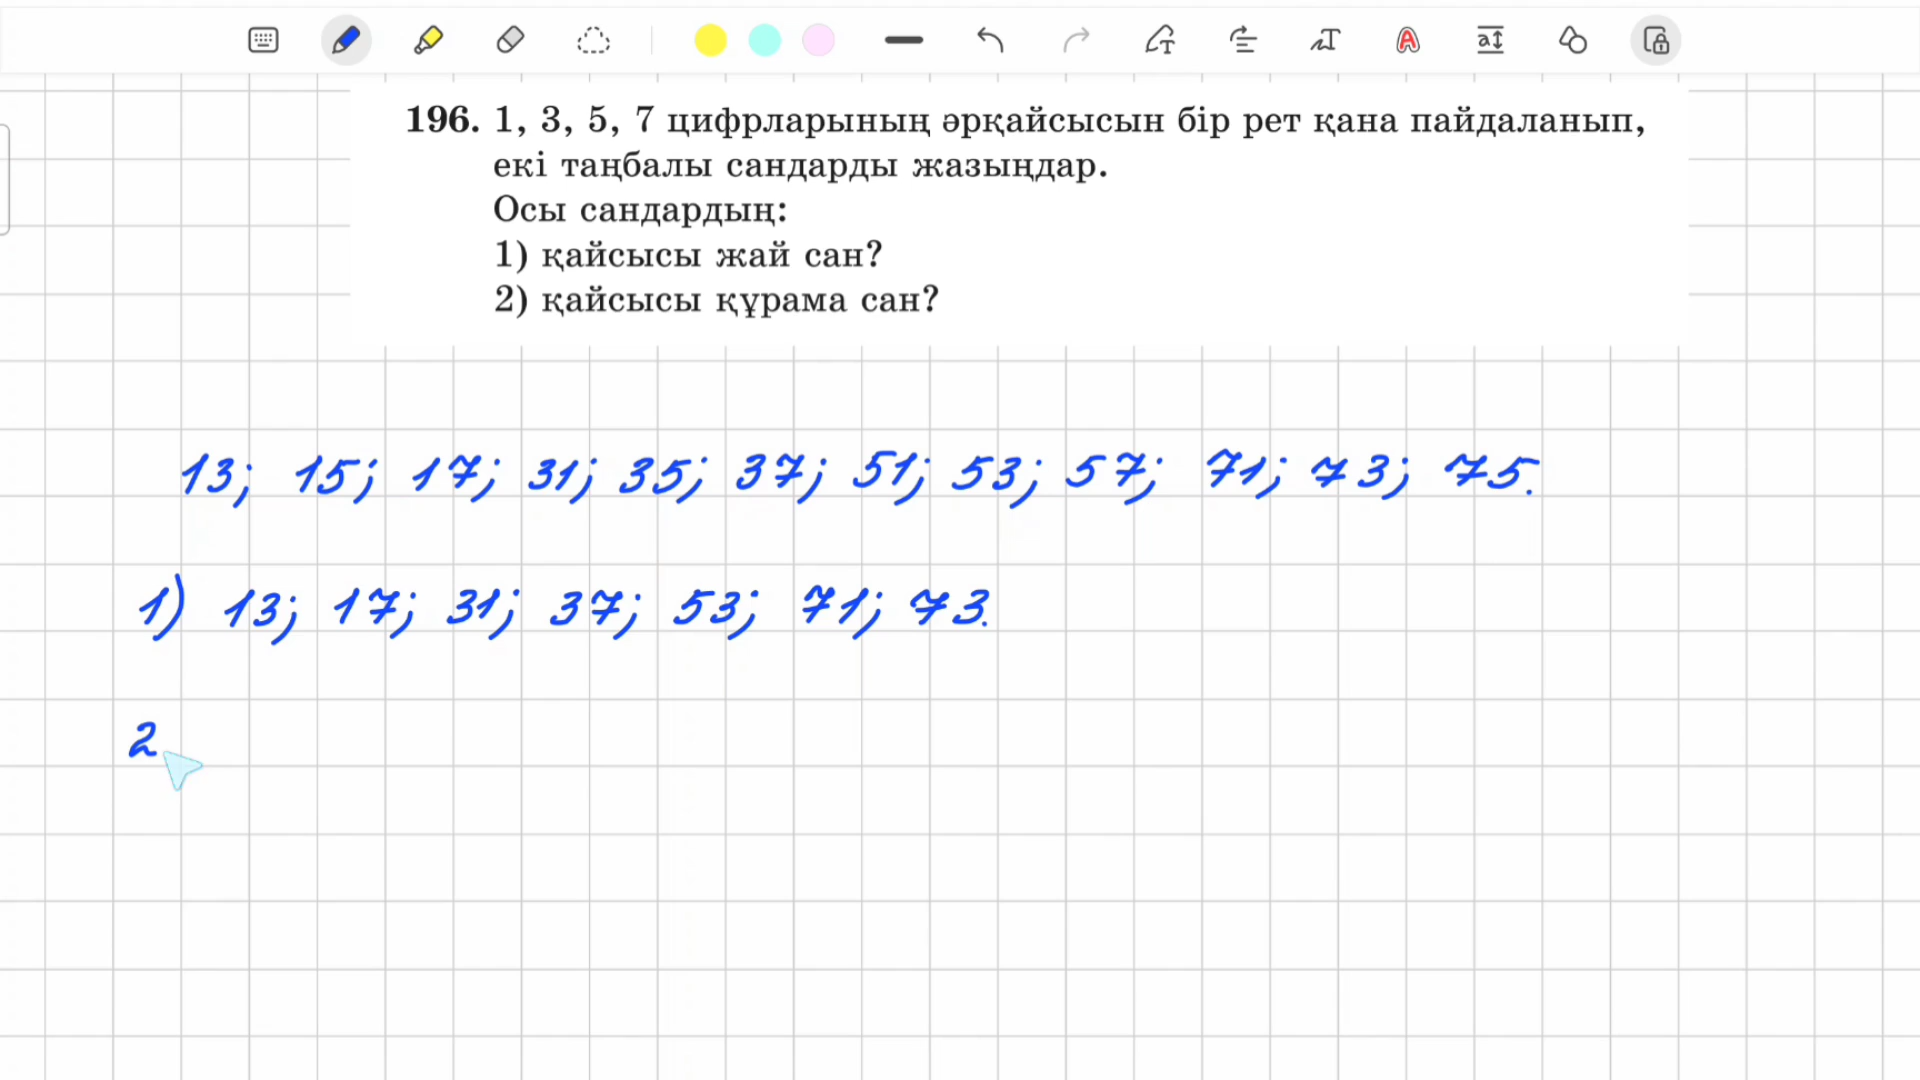 196. 1, 3, 5, 7 цифрларының әрқайсысын бір рет қана пайдаланып,
екі таңбалы сандарды жазыңдар.
Осы сандардың:
1) қайсысы жай сан?
2) қайсысы құрама сан?
13; 15; 17; 31; 35; 37; 51; 53; 57; 71; 73; 75.
1) 13; 17; 31; 37; 53; 71; 73.
2